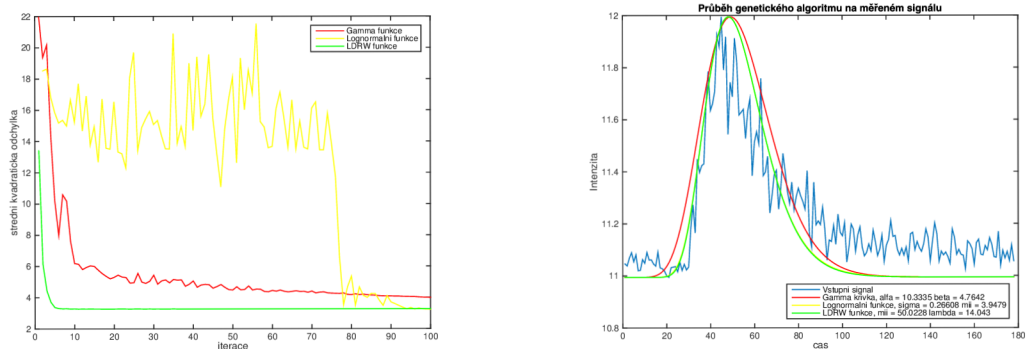 22
20
18
16
14
12
10
8
6
4
2
0 10 20 30 40 50 60 70 80 90 100
stredni kvadraticka odchylka
iterace
Gamma funkce
Lognormalni funkce
LDRW funkce
Průběh genetického algoritmu na měřeném signálu
12
11.8
11.6
11.4
11.2
11
10.8
0 20 40 60 80 100 120 140 160 180
Intenzita
cas
Vstupni signal
Gamma krivka, alfa = 10.3335 beta = 4.7642
Lognormalni funkce, sigma = 0.26608 mii = 3.9479
LDRW funkce, mii = 50.0228 lambda = 14.043